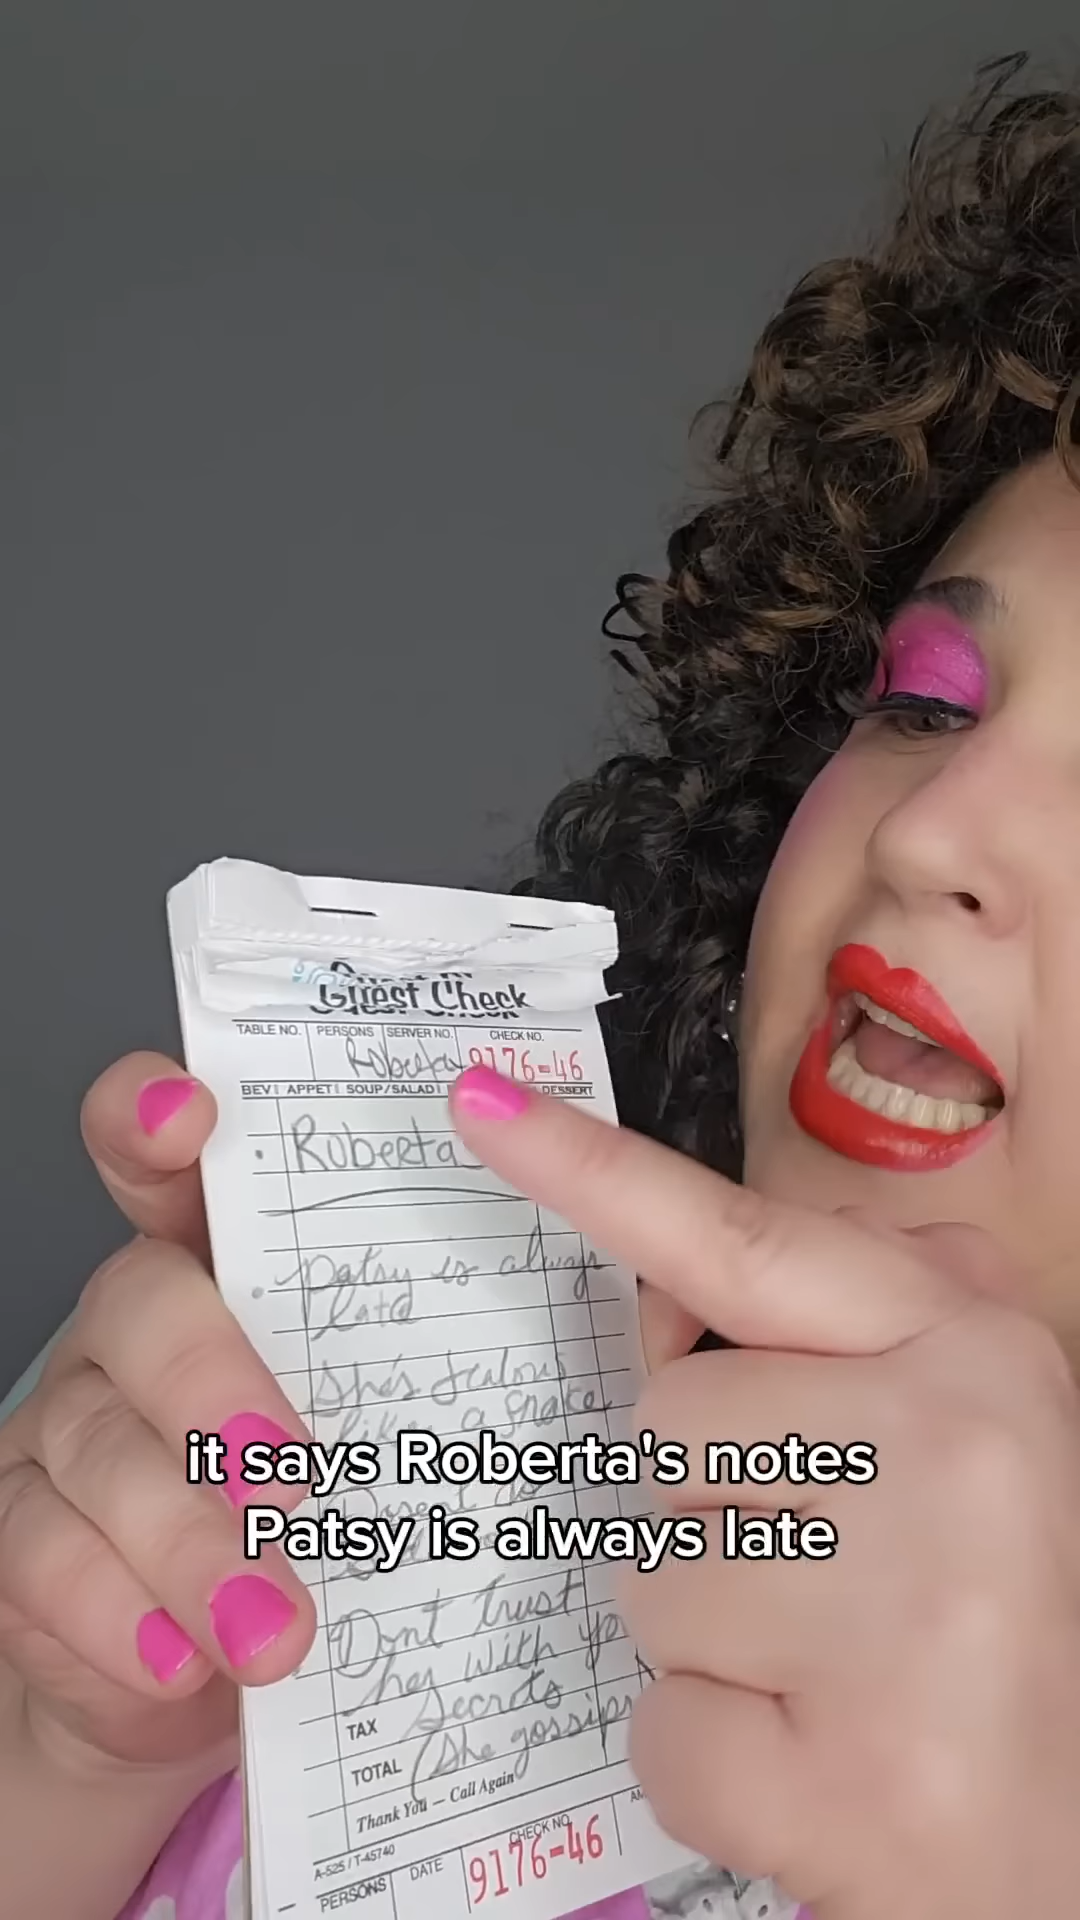 Guest Check
TABLE NO. PERSONS SERVER NO. CHECK NO.
Roberta 9176-46
BEV APPET SOUP/SALAD DESSERT
Roberta
Patsy is always
late
She's Jealous
like a snake
it says Roberta's notes
Patsy is always late
Dont trust
her with
Secrets
TAX
(She gossips
TOTAL
Thank You — Call Again
A-525 / T-45740
CHECK NO.
PERSONS DATE 9176-46